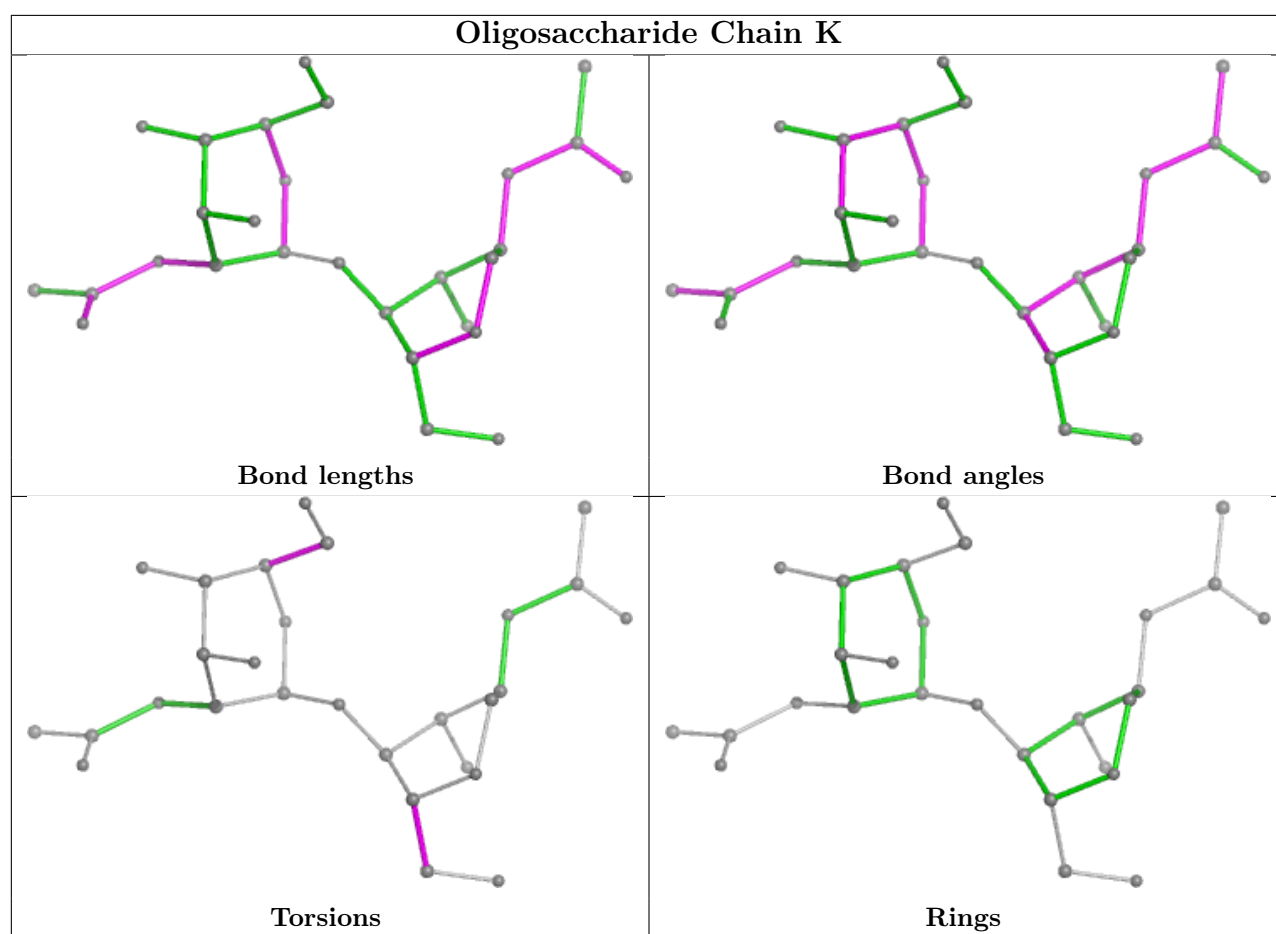 Oligosaccharide Chain K
Bond lengths
Bond angles
Torsions
Rings